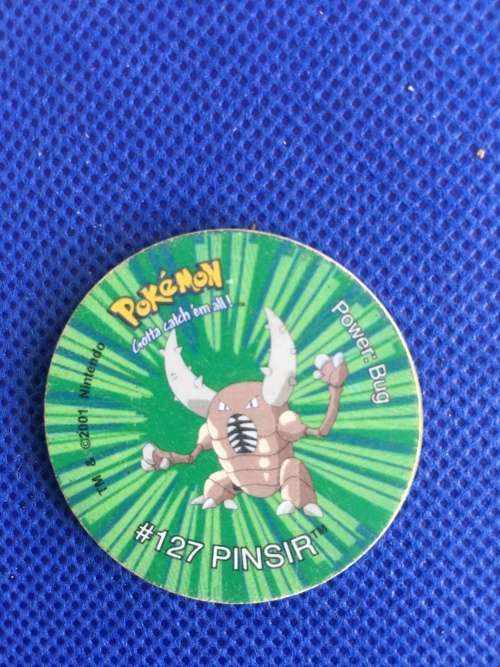 POKéMON
Gotta catch 'em all!
Power: Bug
TM & ©2001 Nintendo
#127 PINSIR™